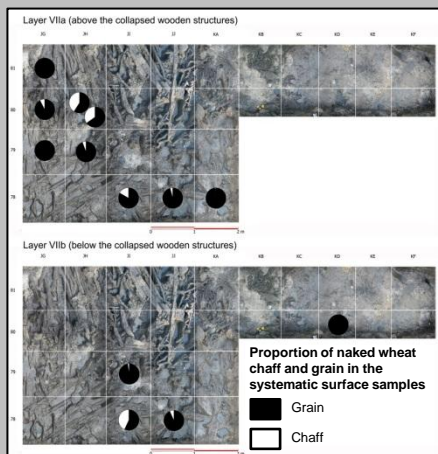 Layer VIIa (above the collapsed wooden structures)
JG JH JI JJ KA KB KC KD KE KF
81
80
79
78
0 2 m
Layer VIIb (below the collapsed wooden structures)
JG JH JI JJ KA KB KC KD KE KF
81
80
79
78
Proportion of naked wheat
chaff and grain in the
systematic surface samples
Grain
Chaff